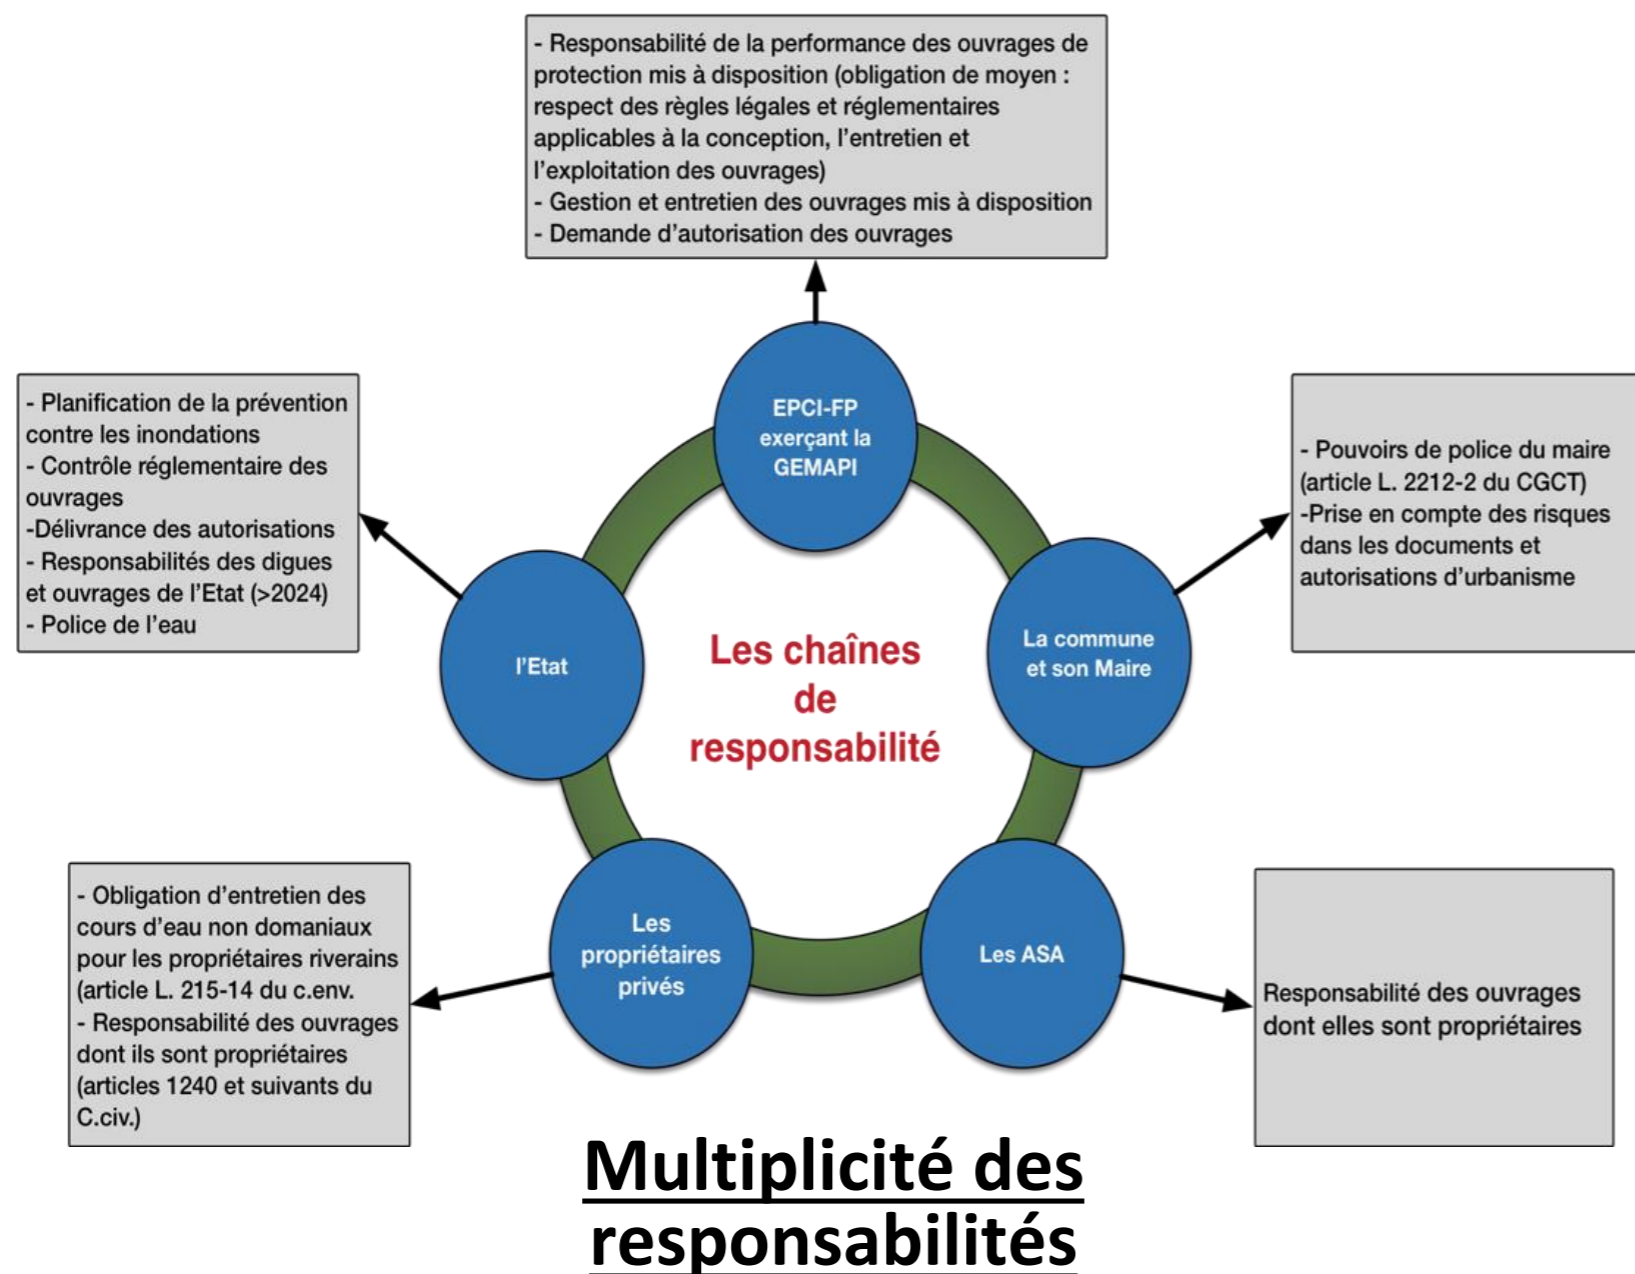 - Responsabilité de la performance des ouvrages de
protection mis à disposition (obligation de moyen :
respect des règles légales et réglementaires
applicables à la conception, l'entretien et
l'exploitation des ouvrages)
- Gestion et entretien des ouvrages mis à disposition
- Demande d'autorisation des ouvrages
- Planification de la prévention
contre les inondations
- Contrôle réglementaire des
ouvrages
-Délivrance des autorisations
- Responsabilités des digues
et ouvrages de l'Etat (>2024)
- Police de l'eau
EPCI-FP
exerçant la
GEMAPI
- Pouvoirs de police du maire
(article L. 2212-2 du CGCT)
-Prise en compte des risques
dans les documents et
autorisations d'urbanisme
l'Etat
Les chaînes
de
responsabilité
La commune
et son Maire
- Obligation d'entretien des
cours d'eau non domaniaux
pour les propriétaires riverains
(article L. 215-14 du c.env.
- Responsabilité des ouvrages
dont ils sont propriétaires
(articles 1240 et suivants du
C.civ.)
Les
propriétaires
privés
Les ASA
Responsabilité des ouvrages
dont elles sont propriétaires
Multiplicité des
responsabilités